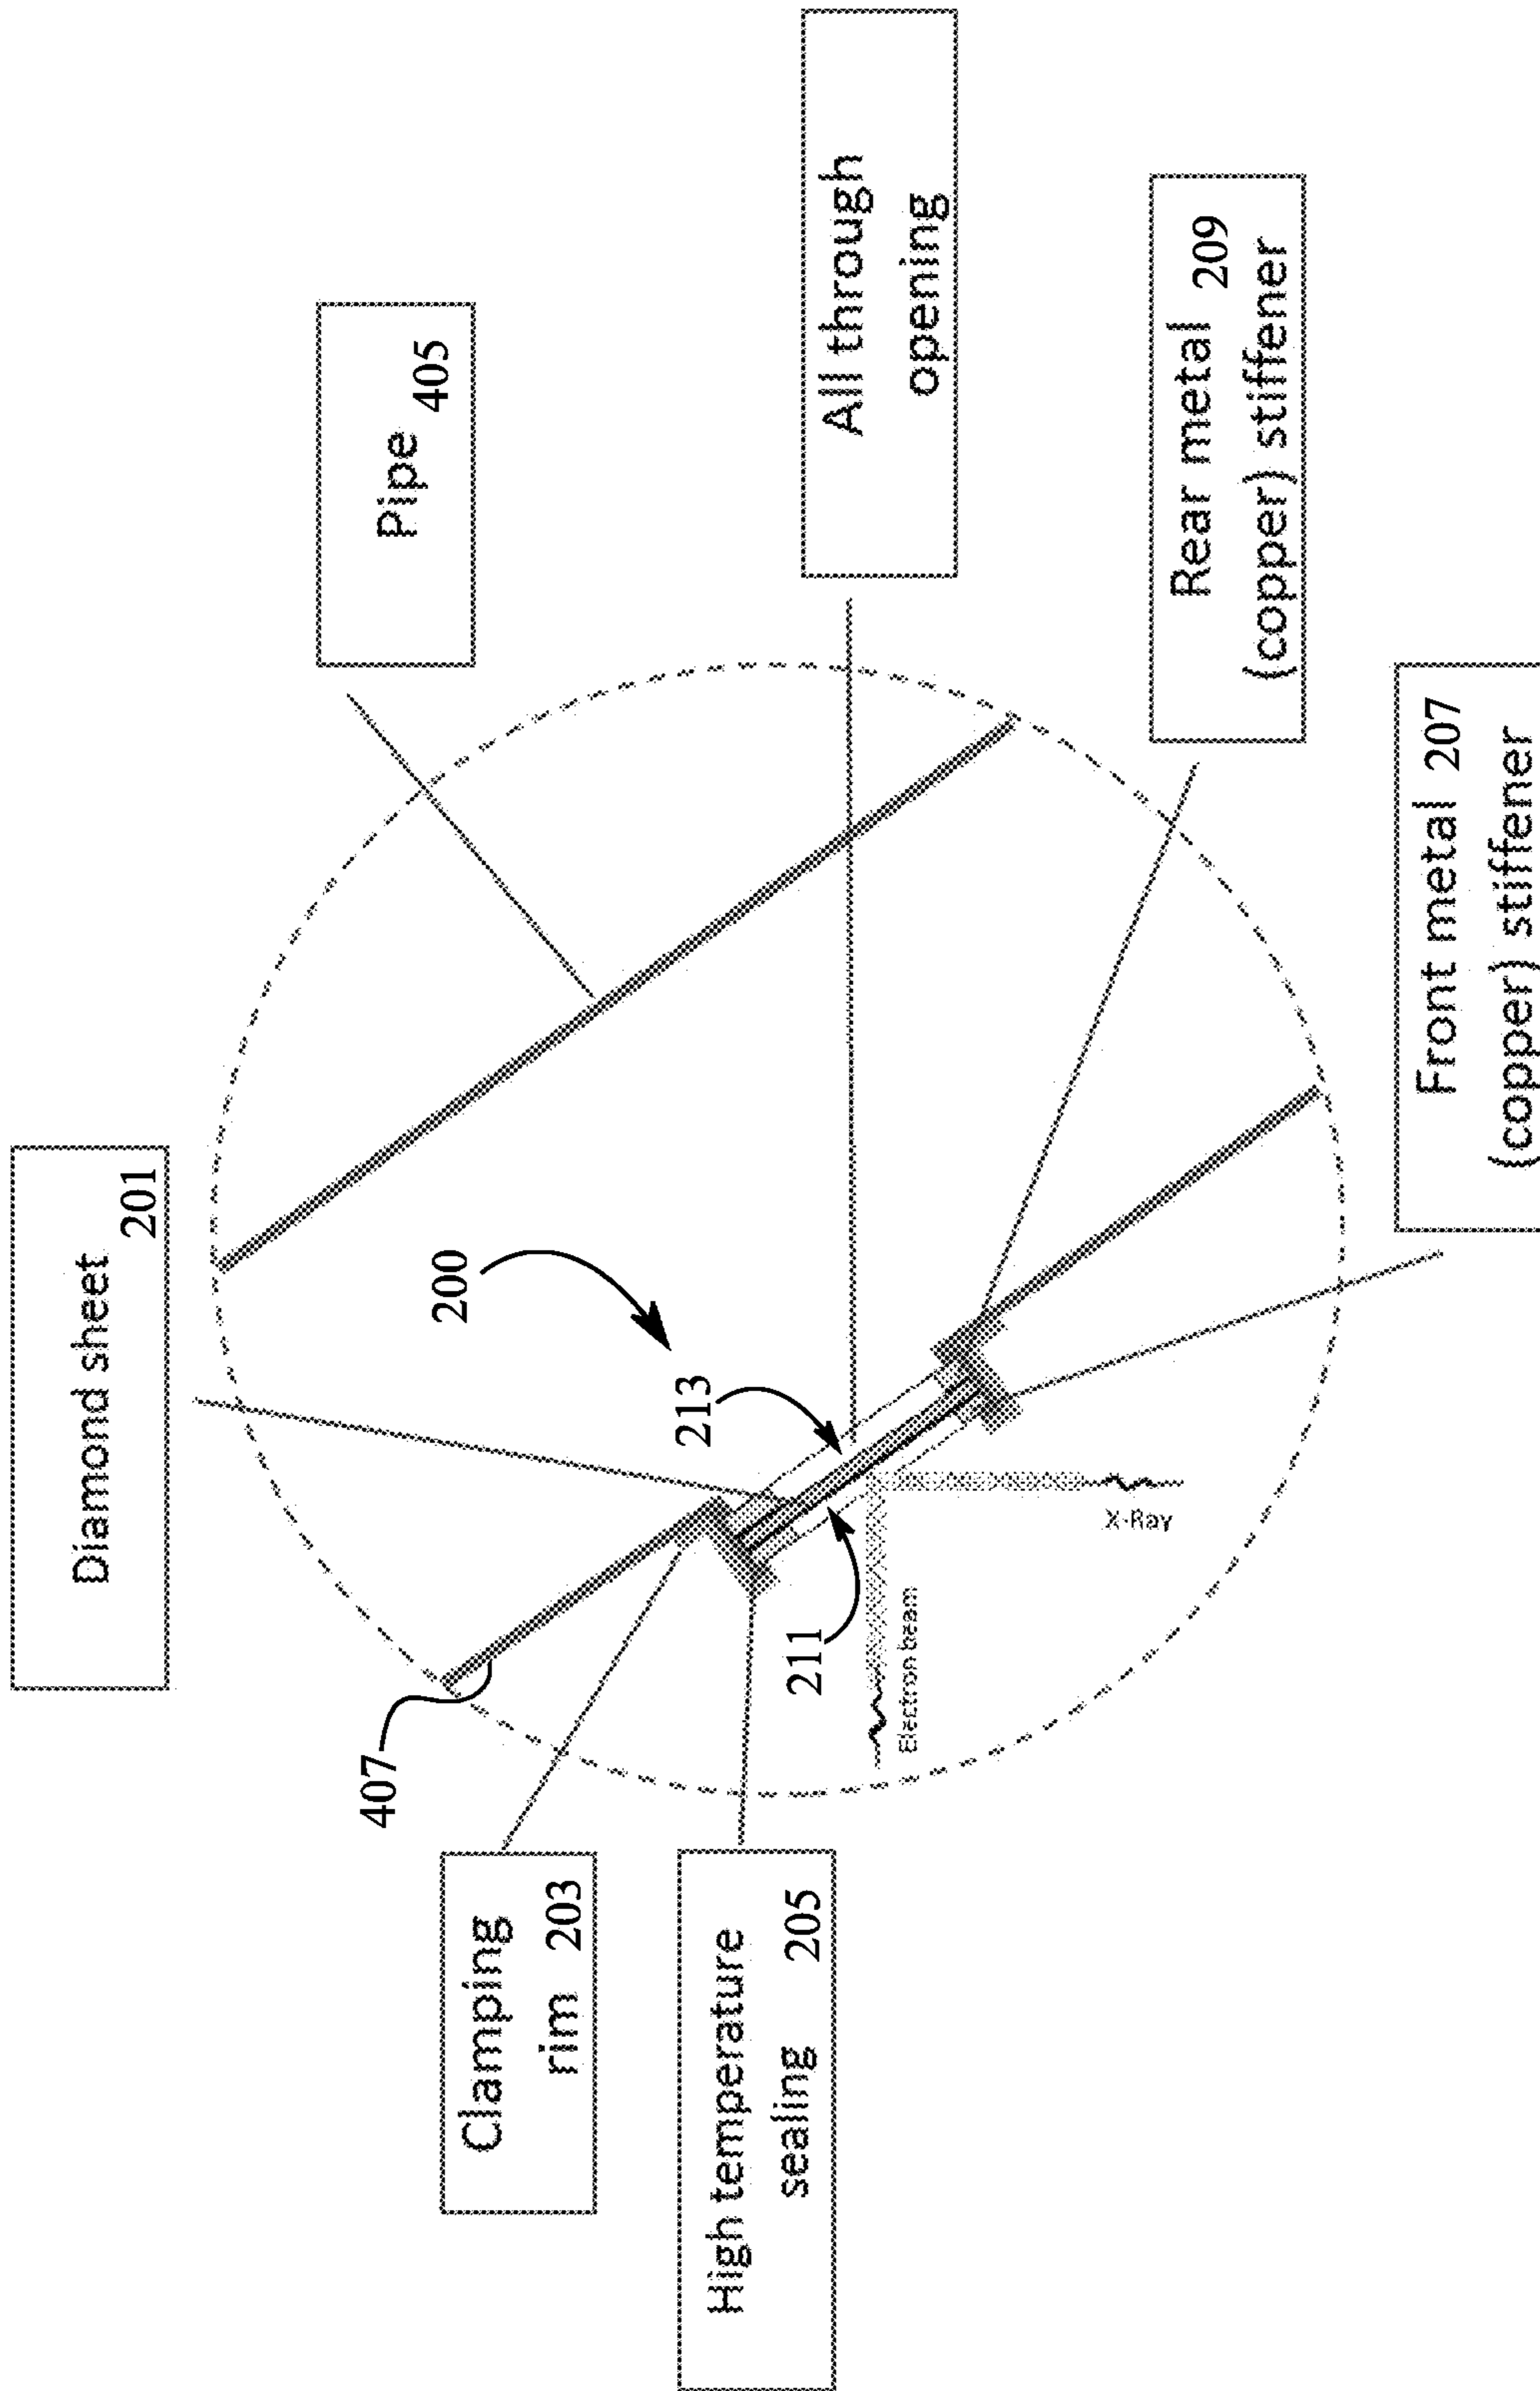 Diamond sheet
201
Pipe 405
Clamping
rim 203
407
200
213
High temperature
sealing 205
211
All through
opening
Electron beam
X-Ray
Rear metal 209
(copper) stiffener
Front metal 207
(copper) stiffener